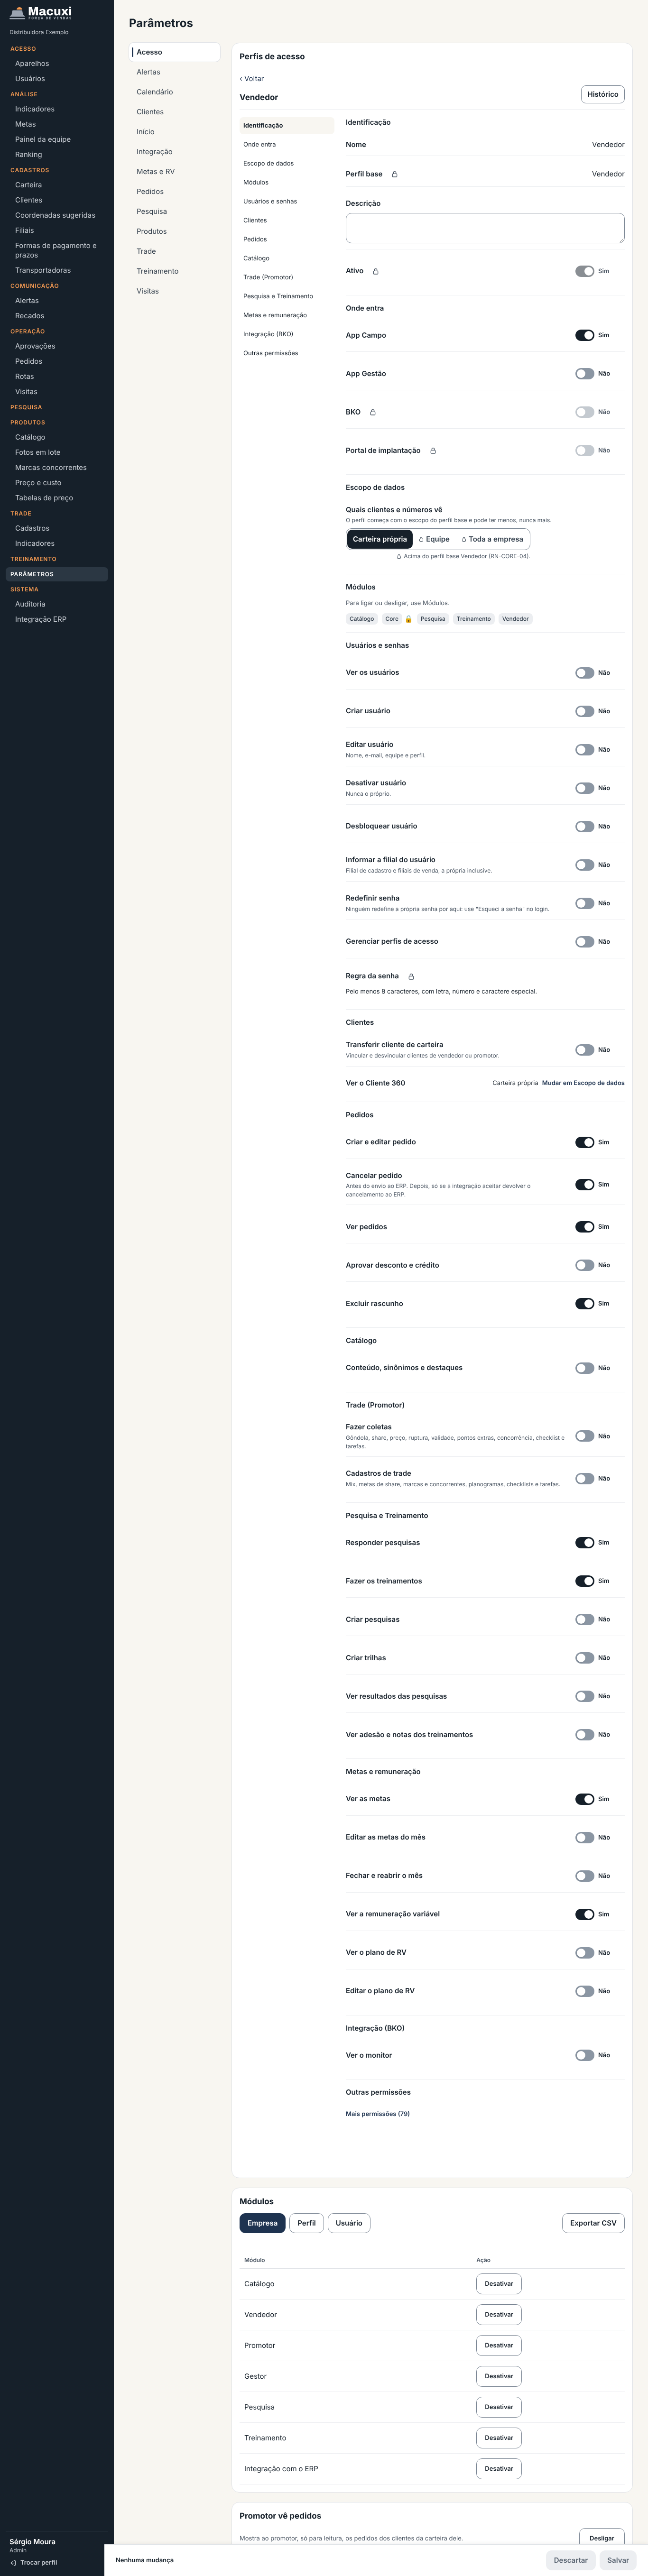 Macuxi
FORÇA DE VENDAS
Distribuidora Exemplo
ACESSO
Aparelhos
Usuários
ANÁLISE
Indicadores
Metas
Painel da equipe
Ranking
CADASTROS
Carteira
Clientes
Coordenadas sugeridas
Filiais
Formas de pagamento e
prazos
Transportadoras
COMUNICAÇÃO
Alertas
Recados
OPERAÇÃO
Aprovações
Pedidos
Rotas
Visitas
PESQUISA
PRODUTOS
Catálogo
Fotos em lote
Marcas concorrentes
Preço e custo
Tabelas de preço
TRADE
Cadastros
Indicadores
TREINAMENTO
PARÂMETROS
SISTEMA
Auditoria
Integração ERP
Sérgio Moura
Admin
Trocar perfil
Parâmetros
Acesso
Alertas
Calendário
Clientes
Início
Integração
Metas e RV
Pedidos
Pesquisa
Produtos
Trade
Treinamento
Visitas
Perfis de acesso
‹ Voltar
Vendedor
Histórico
Identificação
Onde entra
Escopo de dados
Módulos
Usuários e senhas
Clientes
Pedidos
Catálogo
Trade (Promotor)
Pesquisa e Treinamento
Metas e remuneração
Integração (BKO)
Outras permissões
Identificação
Nome Vendedor
Perfil base Vendedor
Descrição
Ativo Sim
Onde entra
App Campo Sim
App Gestão Não
BKO Não
Portal de implantação Não
Escopo de dados
Quais clientes e números vê
O perfil começa com o escopo do perfil base e pode ter menos, nunca mais.
Carteira própria Equipe Toda a empresa
Acima do perfil base Vendedor (RN-CORE-04).
Módulos
Para ligar ou desligar, use Módulos.
Catálogo Core 🔒 Pesquisa Treinamento Vendedor
Usuários e senhas
Ver os usuários Não
Criar usuário Não
Editar usuário Não
Nome, e-mail, equipe e perfil.
Desativar usuário Não
Nunca o próprio.
Desbloquear usuário Não
Informar a filial do usuário Não
Filial de cadastro e filiais de venda, a própria inclusive.
Redefinir senha Não
Ninguém redefine a própria senha por aqui: use "Esqueci a senha" no login.
Gerenciar perfis de acesso Não
Regra da senha
Pelo menos 8 caracteres, com letra, número e caractere especial.
Clientes
Transferir cliente de carteira Não
Vincular e desvincular clientes de vendedor ou promotor.
Ver o Cliente 360 Carteira própria Mudar em Escopo de dados
Pedidos
Criar e editar pedido Sim
Cancelar pedido Sim
Antes do envio ao ERP. Depois, só se a integração aceitar devolver o
cancelamento ao ERP.
Ver pedidos Sim
Aprovar desconto e crédito Não
Excluir rascunho Sim
Catálogo
Conteúdo, sinônimos e destaques Não
Trade (Promotor)
Fazer coletas Não
Gôndola, share, preço, ruptura, validade, pontos extras, concorrência, checklist e
tarefas.
Cadastros de trade Não
Mix, metas de share, marcas e concorrentes, planogramas, checklists e tarefas.
Pesquisa e Treinamento
Responder pesquisas Sim
Fazer os treinamentos Sim
Criar pesquisas Não
Criar trilhas Não
Ver resultados das pesquisas Não
Ver adesão e notas dos treinamentos Não
Metas e remuneração
Ver as metas Sim
Editar as metas do mês Não
Fechar e reabrir o mês Não
Ver a remuneração variável Sim
Ver o plano de RV Não
Editar o plano de RV Não
Integração (BKO)
Ver o monitor Não
Outras permissões
Mais permissões (79)
Módulos
Empresa Perfil Usuário Exportar CSV
Módulo Ação
Catálogo Desativar
Vendedor Desativar
Promotor Desativar
Gestor Desativar
Pesquisa Desativar
Treinamento Desativar
Integração com o ERP Desativar
Promotor vê pedidos
Mostra ao promotor, só para leitura, os pedidos dos clientes da carteira dele. Desligar
Nenhuma mudança Descartar Salvar